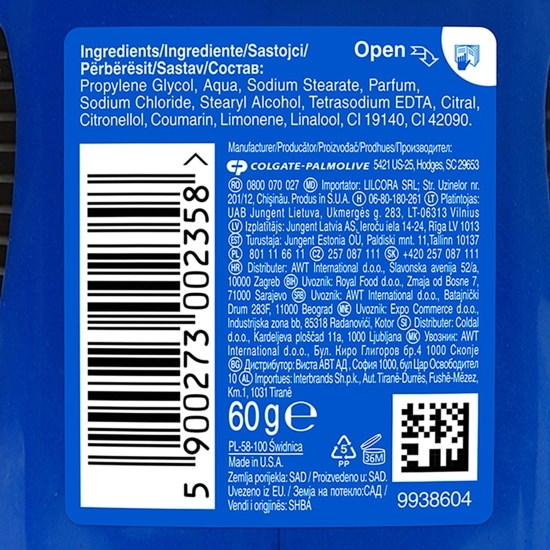 Ingredients/Ingrediente/Sastojci/
Përbërësit/Sastav/Состав:
Propylene Glycol, Aqua, Sodium Stearate, Parfum,
Sodium Chloride, Stearyl Alcohol, Tetrasodium EDTA, Citral,
Citronellol, Coumarin, Limonene, Linalool, CI 19140, CI 42090.
Open
Manufacturer/Producător/Proizvođač/Prodhues/Производител:
COLGATE-PALMOLIVE 5421 US-25, Hodges, SC 29653
RO 0800 070 027 MD Importator: LILCORA SRL; Str. Uzinelor nr.
201/12, Chişinău. Produs în S.U.A. H 06-80-180-261 LT Platintojas:
UAB Jungent Lietuva, Ukmergės g. 283, LT-06313 Vilnius
LV Izplatītājs: Jungent Latvia AS, Ieroču iela 14-24, Rīga LV 1013
EE Turustaja: Jungent Estonia OÜ, Paldiski mnt. 11,Tallinn 10137
PL 801 11 66 11 CZ 257 087 111 SK +420 257 087 111
HR Distributer: AWT International d.o.o., Slavonska avenija 52/a,
10000 Zagreb BIH Uvoznik: Royal Food d.o.o., Zmaja od Bosne 7,
71000 Sarajevo SRB Uvoznik: AWT International d.o.o., Batajnički
Drum 283F, 11000 Beograd MNE Uvoznik: Expo Commerce d.o.o.,
Industrijska zona bb, 85318 Radanovići, Kotor SI Distributer: Coldal
d.o.o., Kardeljeva ploščad 11a, 1000 Ljubljana MK Увозник: AWT
International d.o.o., Бул. Киро Глигоров бр.4 1000 Скопје
BG Дистрибутор: Виста АВТ АД , София 1000, бул Цар Освободител
10 AL Importues: Interbrands Sh.p.k., Aut. Tiranë-Durrës, Fushë-Mëzez,
Km.1, 1031 Tiranë
60 g e
PL-58-100 Świdnica
Made in U.S.A.
5
PP
36M
Zemlja porijekla: SAD / Proizvedeno u: SAD.
Uvezeno iz EU / Земја на потекло:САД /
Vendi i origjinës: SHBA
9938604
5 900273 002358 >